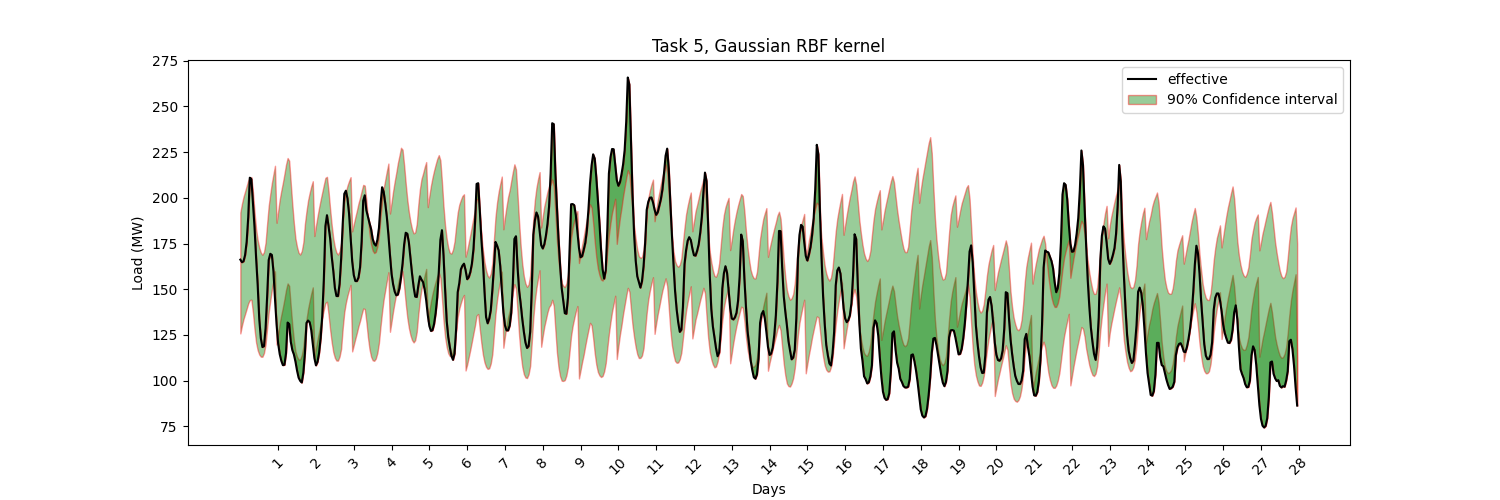 Task 5, Gaussian RBF kernel
effective
90% Confidence interval
Load (MW)
275
250
225
200
175
150
125
100
75
1 2 3 4 5 6 7 8 9 10 11 12 13 14 15 16 17 18 19 20 21 22 23 24 25 26 27 28
Days